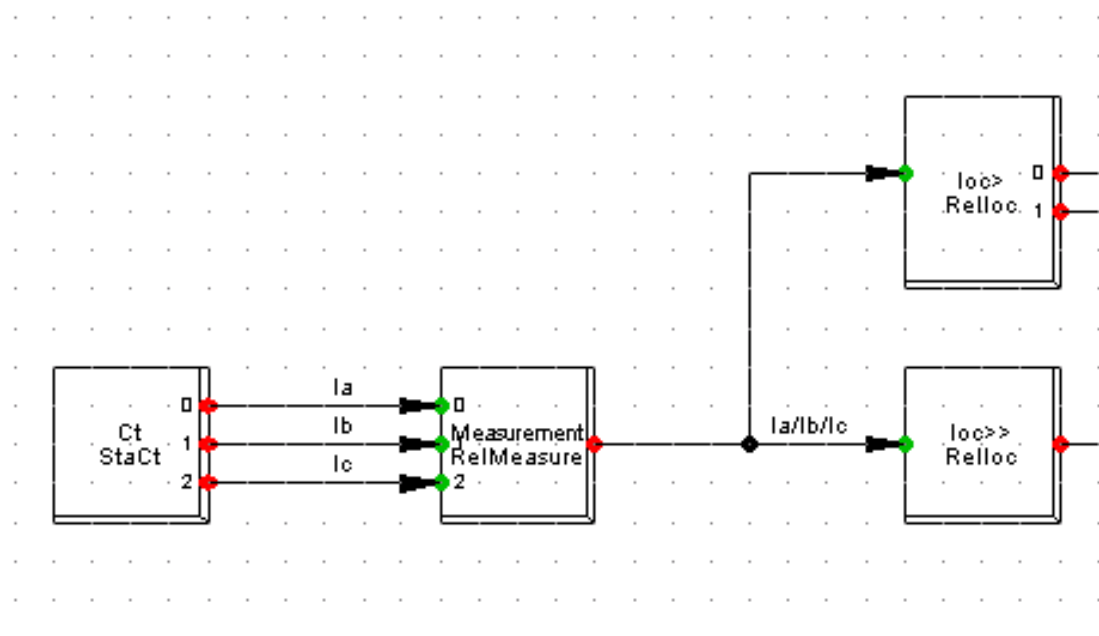 Ioc>
RelIoc
0
1
Ct
StaCt
0
1
2
Ia
Ib
Ic
0
Measurement
RelMeasure
2
Ia/Ib/Ic
Ioc>>
RelIoc